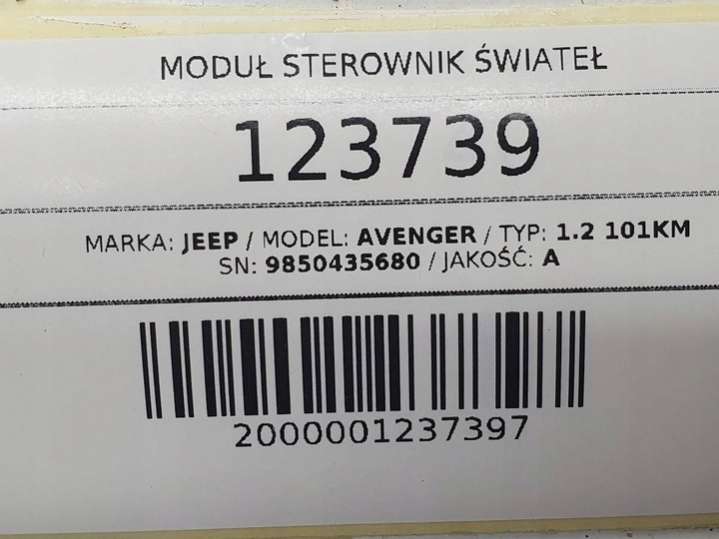 MODUŁ STEROWNIK ŚWIATEŁ
123739
MARKA: JEEP / MODEL: AVENGER / TYP: 1.2 101KM
SN: 9850435680 / JAKOŚĆ: A
2000001237397